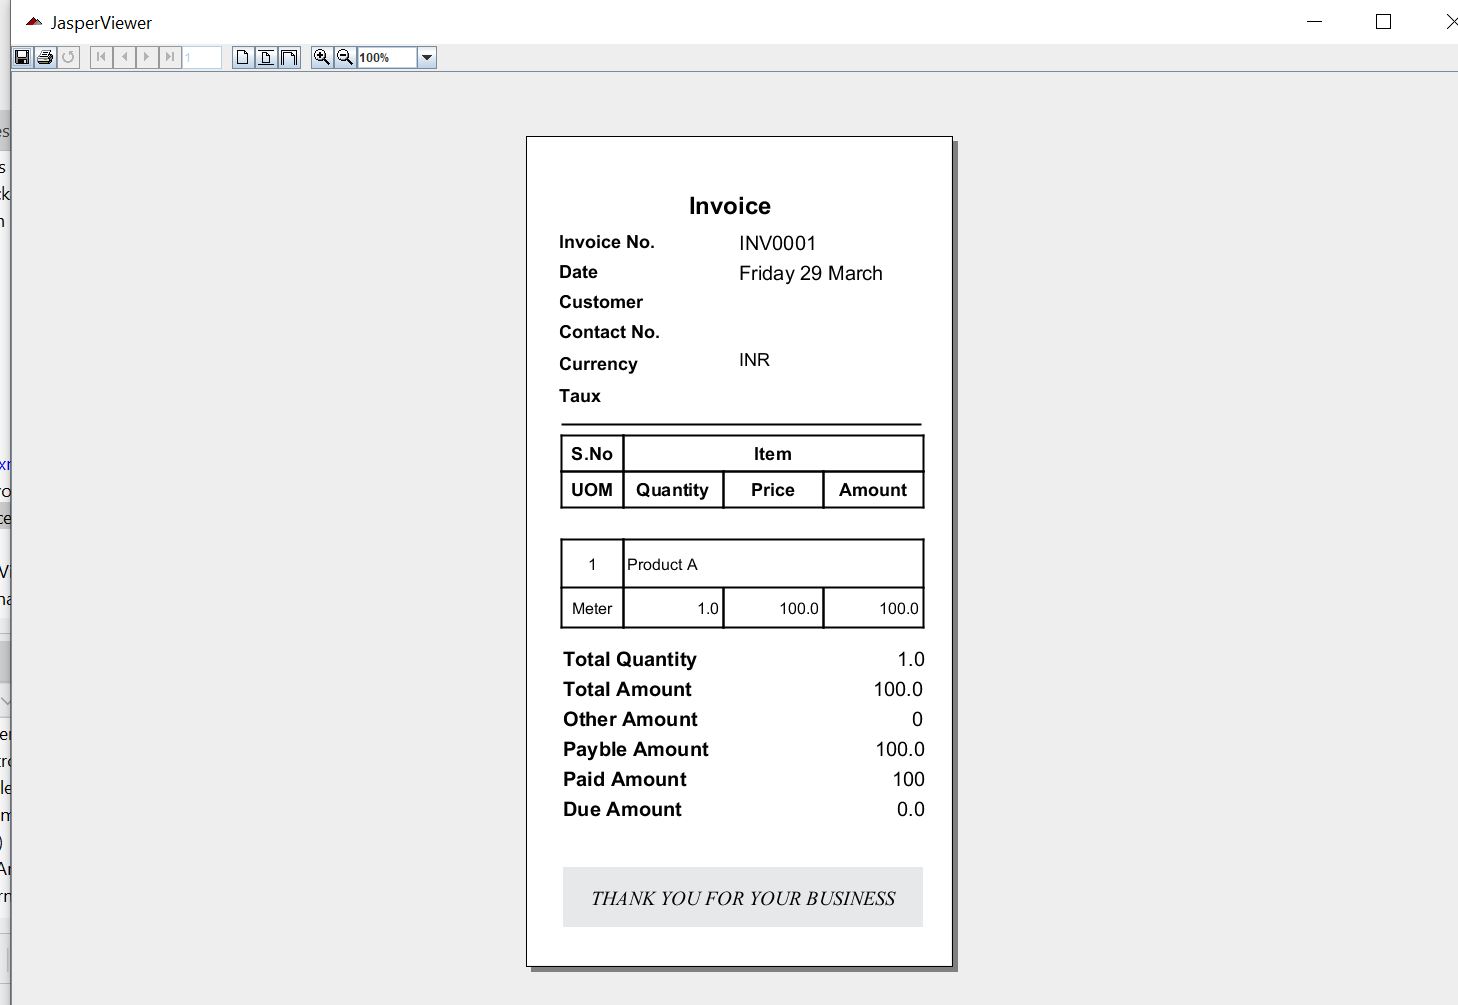 JasperViewer
1
100%
Invoice
Invoice No. INV0001
Date Friday 29 March
Customer
Contact No.
Currency INR
Taux
S.No Item
UOM Quantity Price Amount
1 Product A
Meter 1.0 100.0 100.0
Total Quantity 1.0
Total Amount 100.0
Other Amount 0
Payble Amount 100.0
Paid Amount 100
Due Amount 0.0
THANK YOU FOR YOUR BUSINESS